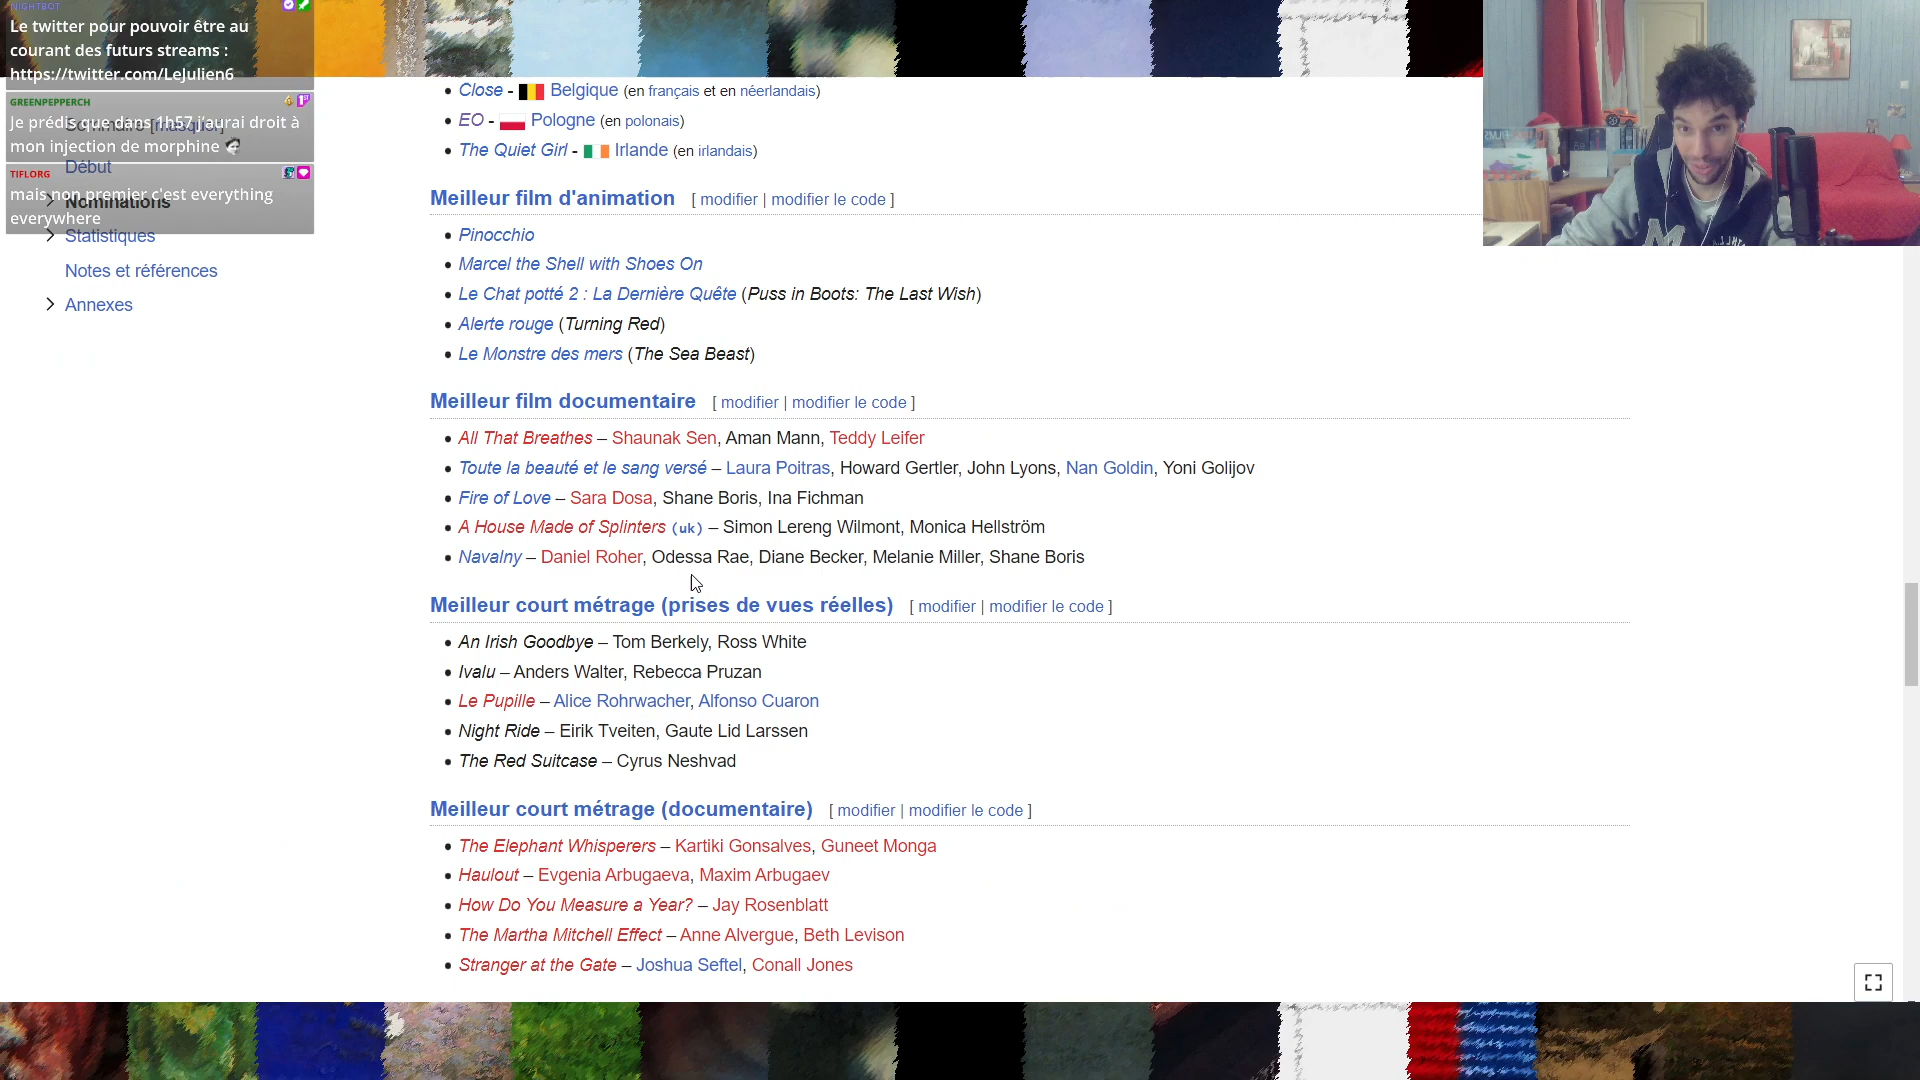 NIGHTBOT
Le twitter pour pouvoir être au
courant des futurs streams :
https://twitter.com/LeJulien6
GREENPEPPERCH
Je prédis que dans 1h57 j'aurai droit à
mon injection de morphine
TIFLORG
mais non premier c'est everything
everywhere
Sommaire [masquer]
Début
Nominations
Statistiques
Notes et références
Annexes
• Close - Belgique (en français et en néerlandais)
• EO - Pologne (en polonais)
• The Quiet Girl - Irlande (en irlandais)
Meilleur film d'animation [ modifier | modifier le code ]
• Pinocchio
• Marcel the Shell with Shoes On
• Le Chat potté 2 : La Dernière Quête (Puss in Boots: The Last Wish)
• Alerte rouge (Turning Red)
• Le Monstre des mers (The Sea Beast)
Meilleur film documentaire [ modifier | modifier le code ]
• All That Breathes – Shaunak Sen, Aman Mann, Teddy Leifer
• Toute la beauté et le sang versé – Laura Poitras, Howard Gertler, John Lyons, Nan Goldin, Yoni Golijov
• Fire of Love – Sara Dosa, Shane Boris, Ina Fichman
• A House Made of Splinters (uk) – Simon Lereng Wilmont, Monica Hellström
• Navalny – Daniel Roher, Odessa Rae, Diane Becker, Melanie Miller, Shane Boris
Meilleur court métrage (prises de vues réelles) [ modifier | modifier le code ]
• An Irish Goodbye – Tom Berkely, Ross White
• Ivalu – Anders Walter, Rebecca Pruzan
• Le Pupille – Alice Rohrwacher, Alfonso Cuaron
• Night Ride – Eirik Tveiten, Gaute Lid Larssen
• The Red Suitcase – Cyrus Neshvad
Meilleur court métrage (documentaire) [ modifier | modifier le code ]
• The Elephant Whisperers – Kartiki Gonsalves, Guneet Monga
• Haulout – Evgenia Arbugaeva, Maxim Arbugaev
• How Do You Measure a Year? – Jay Rosenblatt
• The Martha Mitchell Effect – Anne Alvergue, Beth Levison
• Stranger at the Gate – Joshua Seftel, Conall Jones